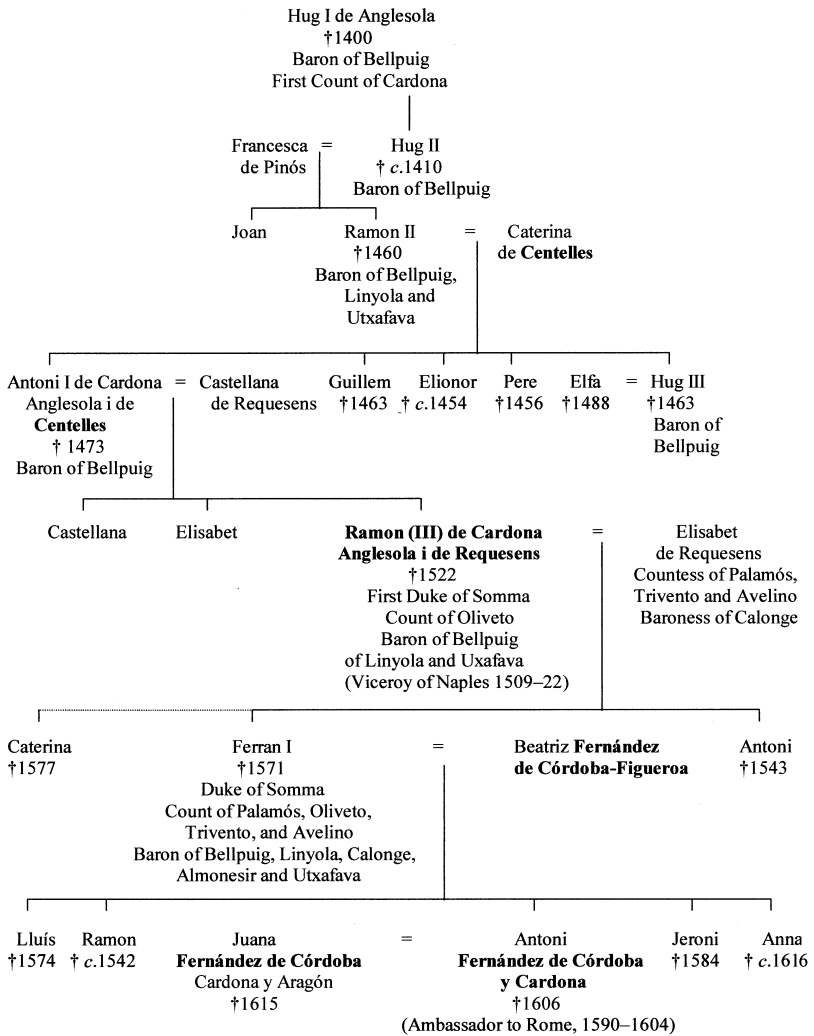 Hug I de Anglesola
†1400
Baron of Bellpuig
First Count of Cardona
Francesca = Hug II
de Pinós † c.1410
Baron of Bellpuig
Joan Ramon II = Caterina
†1460 de Centelles
Baron of Bellpuig,
Linyola and
Utxafava
Antoni I de Cardona = Castellana Guillem Elionor Pere Elfa = Hug III
Anglesola i de de Requesens †1463 † c.1454 †1456 †1488 †1463
Centelles Baron of
† 1473 Bellpuig
Baron of Bellpuig
Castellana Elisabet Ramon (III) de Cardona = Elisabet
Anglesola i de Requesens de Requesens
†1522 Countess of Palamós,
First Duke of Somma Trivento and Avelino
Count of Oliveto Baroness of Calonge
Baron of Bellpuig
of Linyola and Uxafava
(Viceroy of Naples 1509–22)
Caterina Ferran I = Beatriz Fernández Antoni
†1577 †1571 de Córdoba-Figueroa †1543
Duke of Somma
Count of Palamós, Oliveto,
Trivento, and Avelino
Baron of Bellpuig, Linyola, Calonge,
Almonesir and Utxafava
Lluís Ramon Juana = Antoni Jeroni Anna
†1574 † c.1542 Fernández de Córdoba Fernández de Córdoba †1584 † c.1616
Cardona y Aragón y Cardona
†1615 †1606
(Ambassador to Rome, 1590–1604)